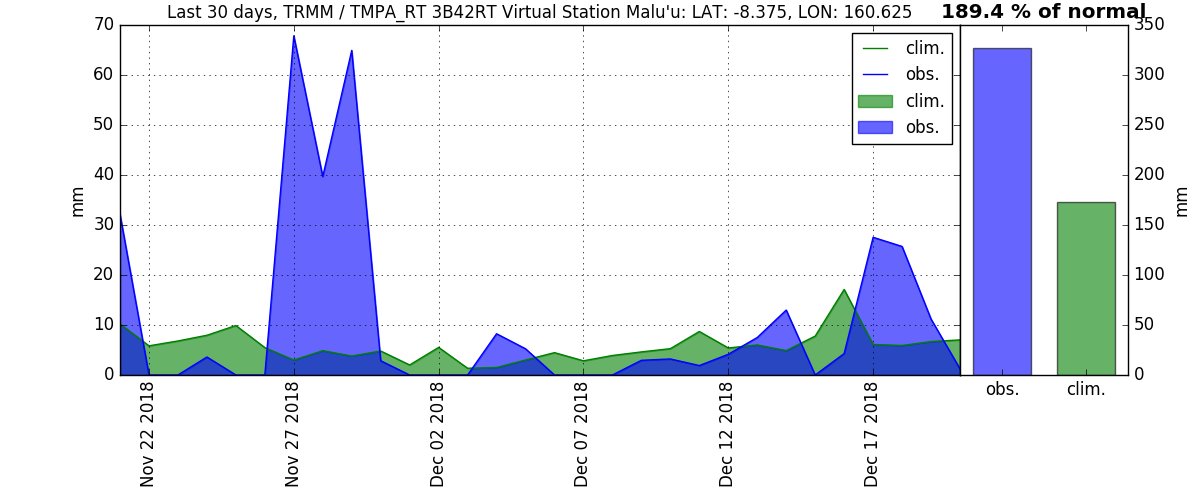 Last 30 days, TRMM / TMPA_RT 3B42RT Virtual Station Malu'u: LAT: -8.375, LON: 160.625
189.4 % of normal
70
60
50
40
30
20
10
0
mm
clim.
obs.
clim.
obs.
350
300
250
200
150
100
50
0
mm
Nov 22 2018
Nov 27 2018
Dec 02 2018
Dec 07 2018
Dec 12 2018
Dec 17 2018
obs.
clim.